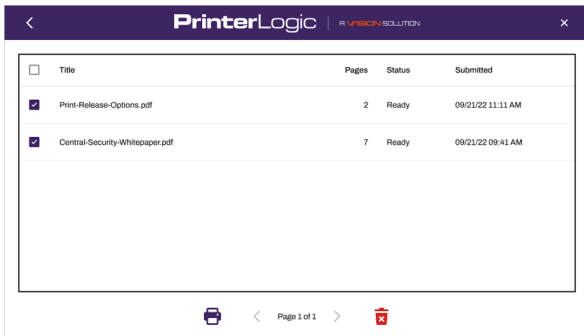 PrinterLogic | A VASION SOLUTION
Title Pages Status Submitted
Print-Release-Options.pdf 2 Ready 09/21/22 11:11 AM
Central-Security-Whitepaper.pdf 7 Ready 09/21/22 09:41 AM
Page 1 of 1